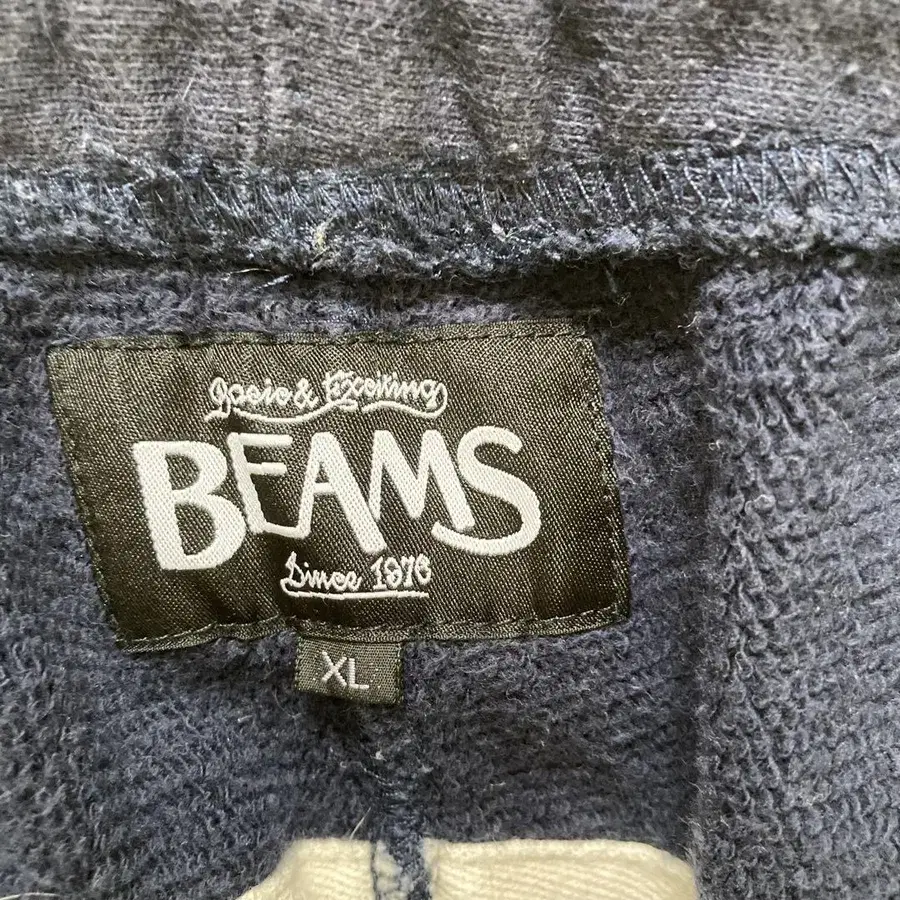 Basic & Exciting
BEAMS
Since 1976
XL